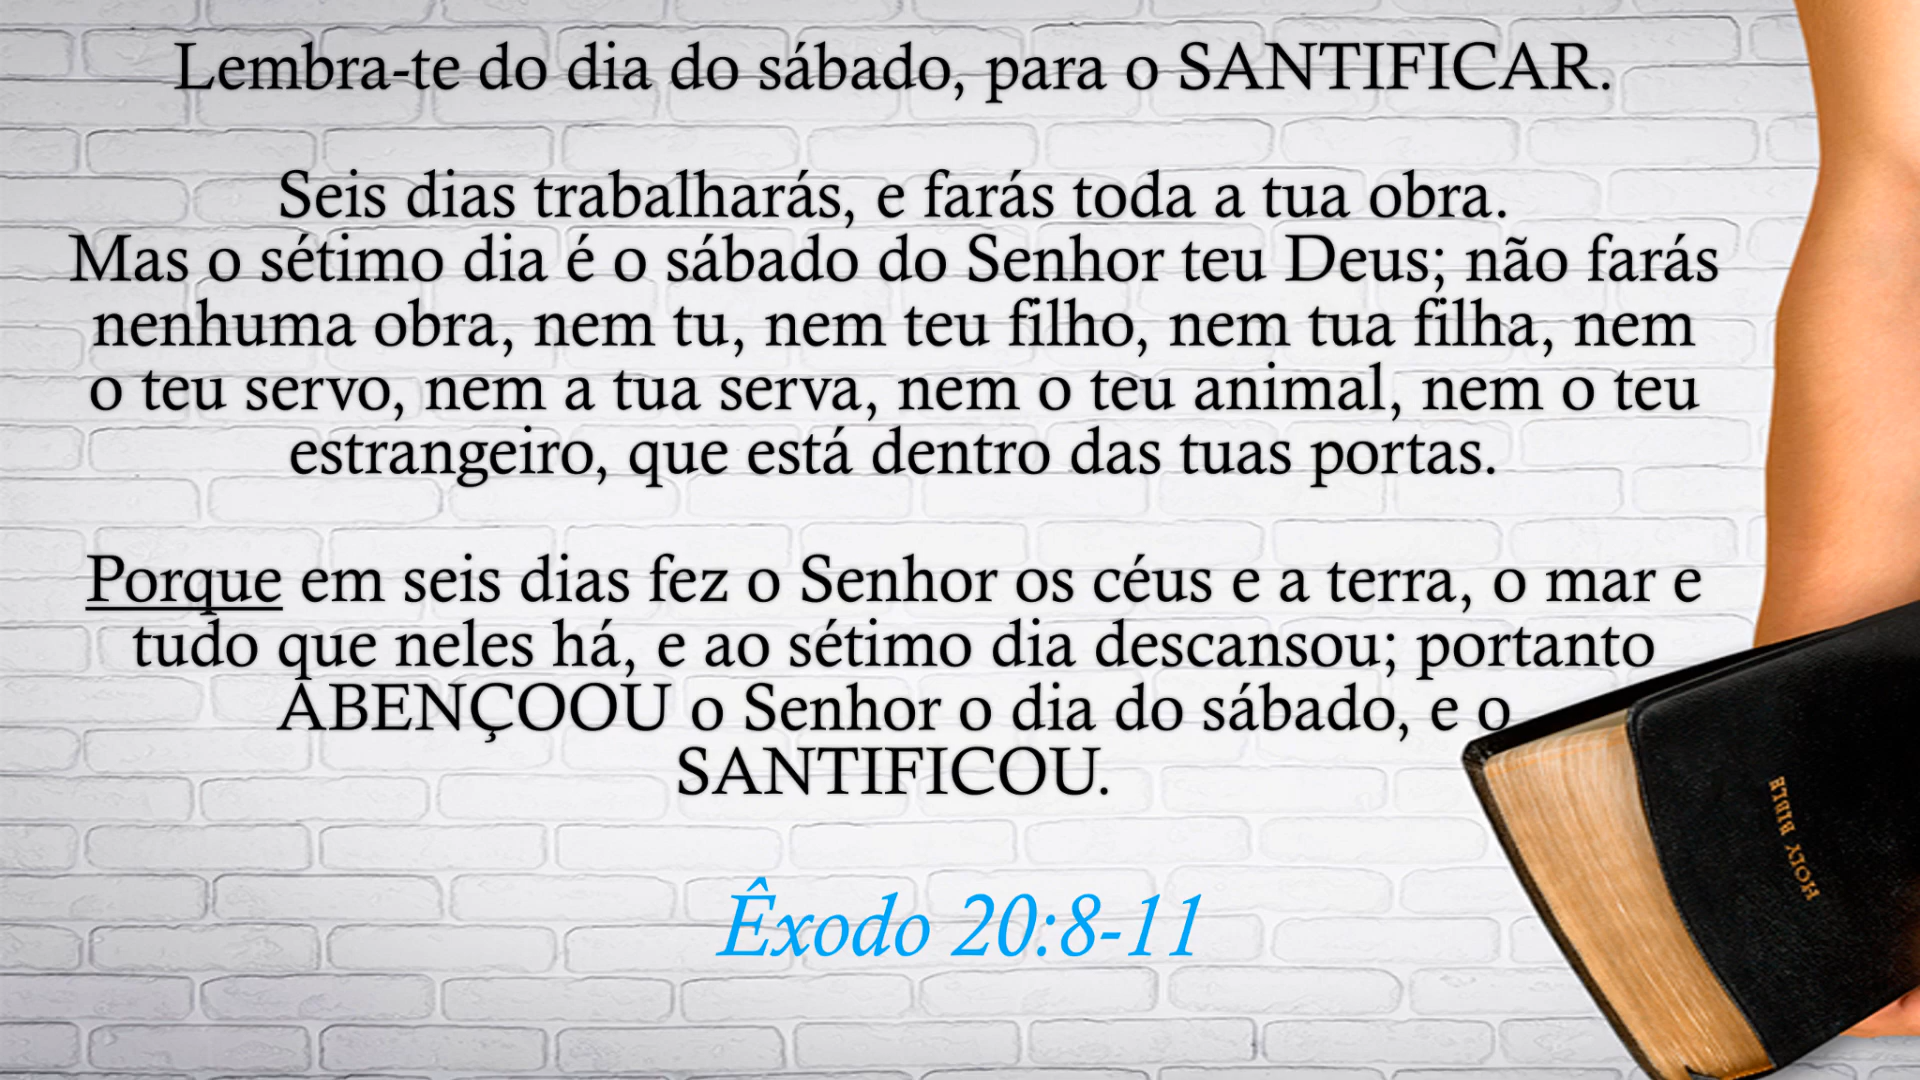 Lembra-te do dia do sábado, para o SANTIFICAR.
Seis dias trabalharás, e farás toda a tua obra.
Mas o sétimo dia é o sábado do Senhor teu Deus; não farás
nenhuma obra, nem tu, nem teu filho, nem tua filha, nem
o teu servo, nem a tua serva, nem o teu animal, nem o teu
estrangeiro, que está dentro das tuas portas.
Porque em seis dias fez o Senhor os céus e a terra, o mar e
tudo que neles há, e ao sétimo dia descansou; portanto
ABENÇOOU o Senhor o dia do sábado, e o
SANTIFICOU.
Êxodo 20:8-11
HOLY BIBLE